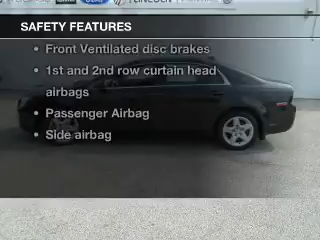 SAFETY FEATURES
• Front Ventilated disc brakes
• 1st and 2nd row curtain head
airbags
• Passenger Airbag
• Side airbag